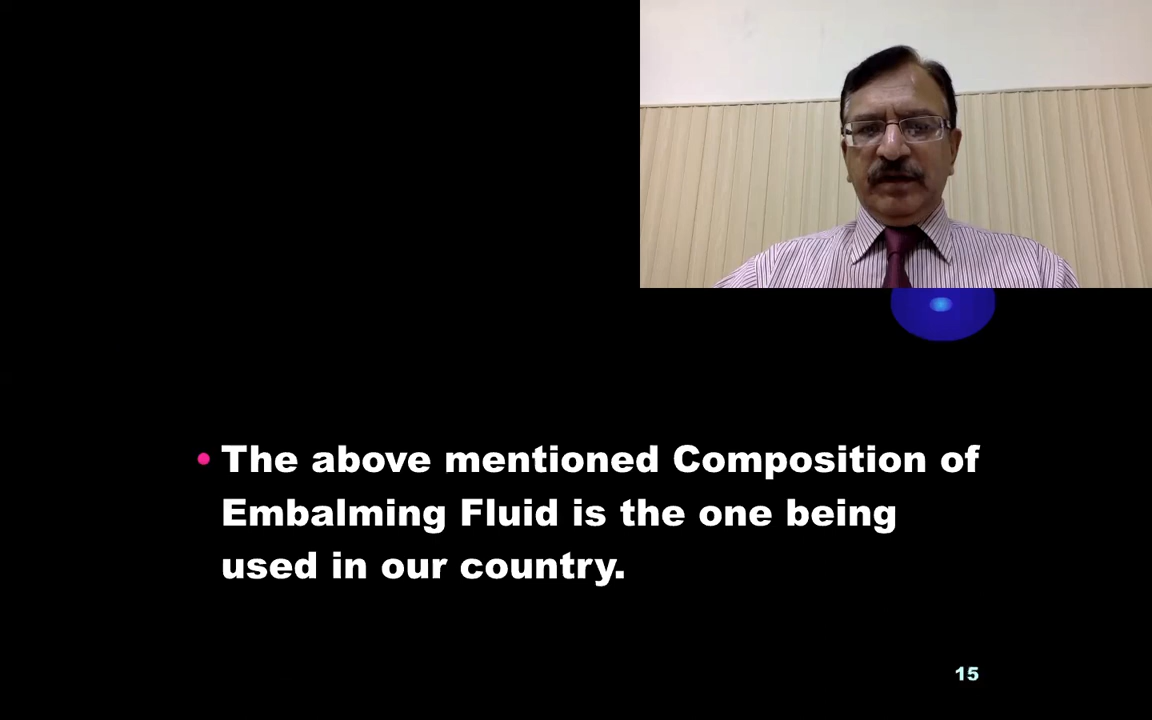 • The above mentioned Composition of
Embalming Fluid is the one being
used in our country.
15